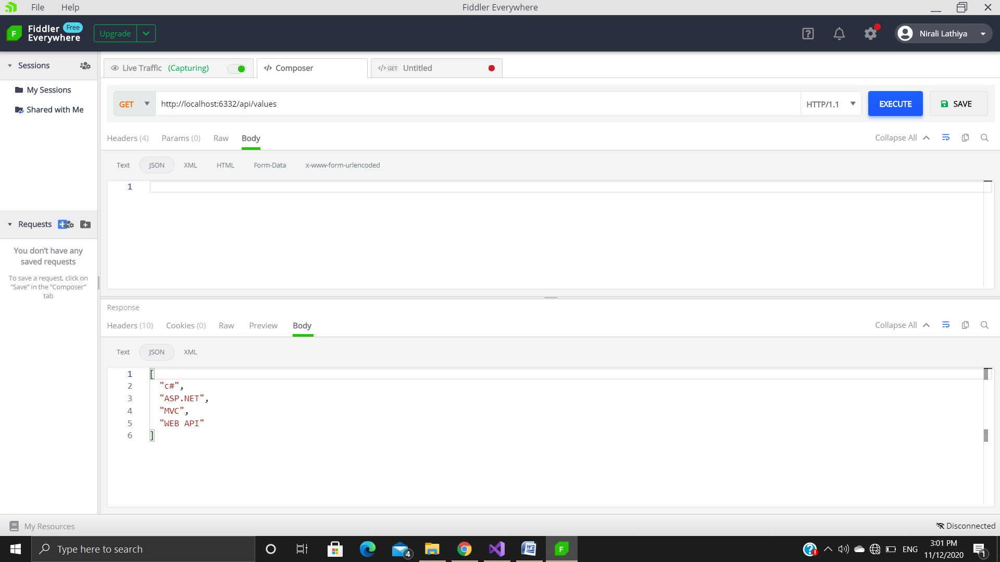 File Help Fiddler Everywhere
Fiddler Everywhere Free Upgrade Nirali Lathiya
Sessions
My Sessions
Shared with Me
Requests
You don't have any
saved requests
To save a request, click on
“Save” in the “Composer”
tab
Live Traffic (Capturing) Composer GET Untitled
GET http://localhost:6332/api/values HTTP/1.1 EXECUTE SAVE
Headers (4) Params (0) Raw Body Collapse All
Text JSON XML HTML Form-Data x-www-form-urlencoded
1
Response
Headers (10) Cookies (0) Raw Preview Body Collapse All
Text JSON XML
1 [
2 "c#",
3 "ASP.NET",
4 "MVC",
5 "WEB API"
6 ]
My Resources Disconnected
Type here to search 4 ENG 3:01 PM
11/12/2020 1